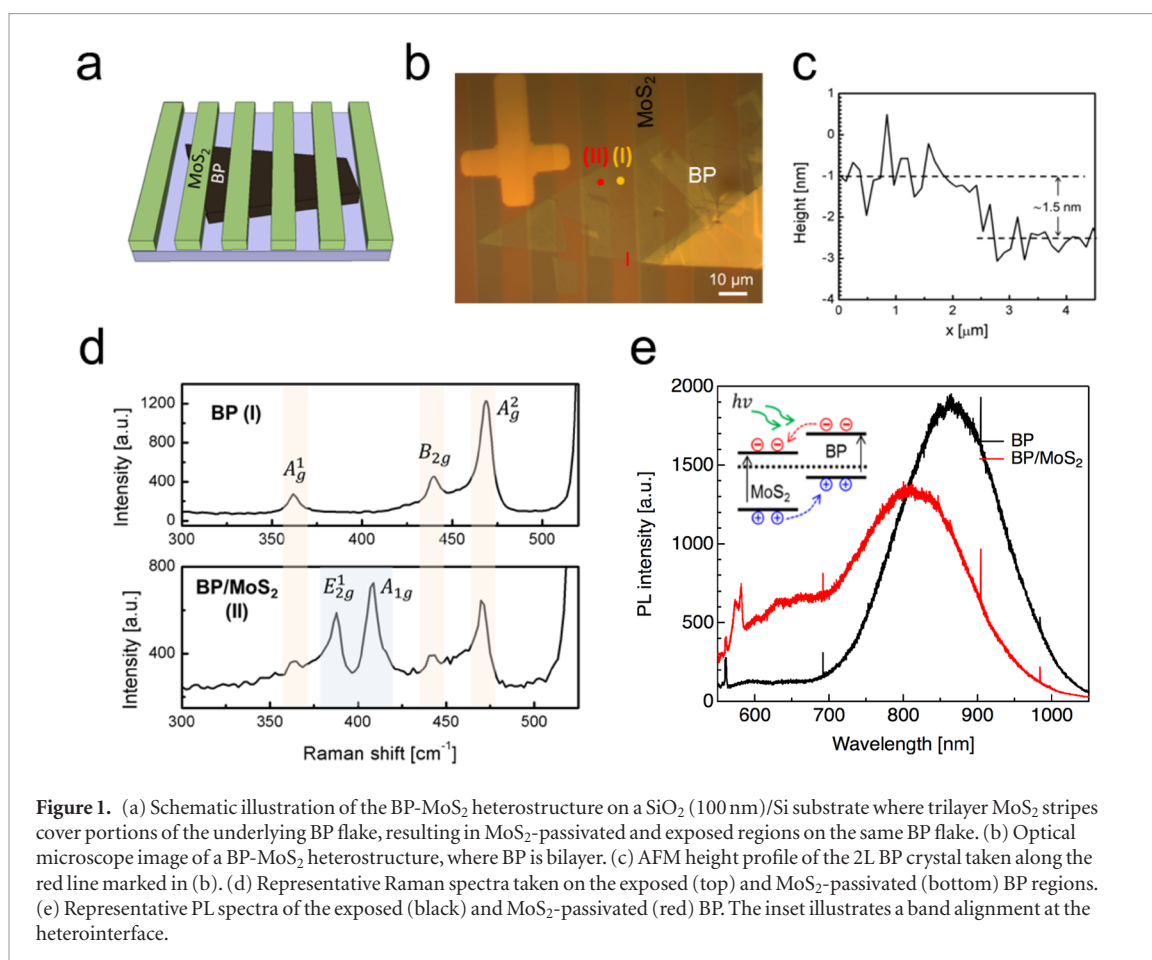 a
MoS₂
BP
b
MoS₂
(II) (I)
BP
10 µm
c
Height [nm]
1
0
-1
-2
-3
-4
~1.5 nm
0 1 2 3 4
x [µm]
d
Intensity [a.u.]
1200
900
600
300
0
BP (I)
A¹g
B₂g
A²g
300 350 400 450 500
Intensity [a.u.]
800
400
BP/MoS₂
(II)
E¹₂g
A₁g
300 350 400 450 500
Raman shift [cm⁻¹]
e
PL intensity [a.u.]
2000
1500
1000
500
0
hν
BP
MoS₂
BP
BP/MoS₂
600 700 800 900 1000
Wavelength [nm]
Figure 1. (a) Schematic illustration of the BP-MoS₂ heterostructure on a SiO₂ (100 nm)/Si substrate where trilayer MoS₂ stripes
cover portions of the underlying BP flake, resulting in MoS₂-passivated and exposed regions on the same BP flake. (b) Optical
microscope image of a BP-MoS₂ heterostructure, where BP is bilayer. (c) AFM height profile of the 2L BP crystal taken along the
red line marked in (b). (d) Representative Raman spectra taken on the exposed (top) and MoS₂-passivated (bottom) BP regions.
(e) Representative PL spectra of the exposed (black) and MoS₂-passivated (red) BP. The inset illustrates a band alignment at the
heterointerface.